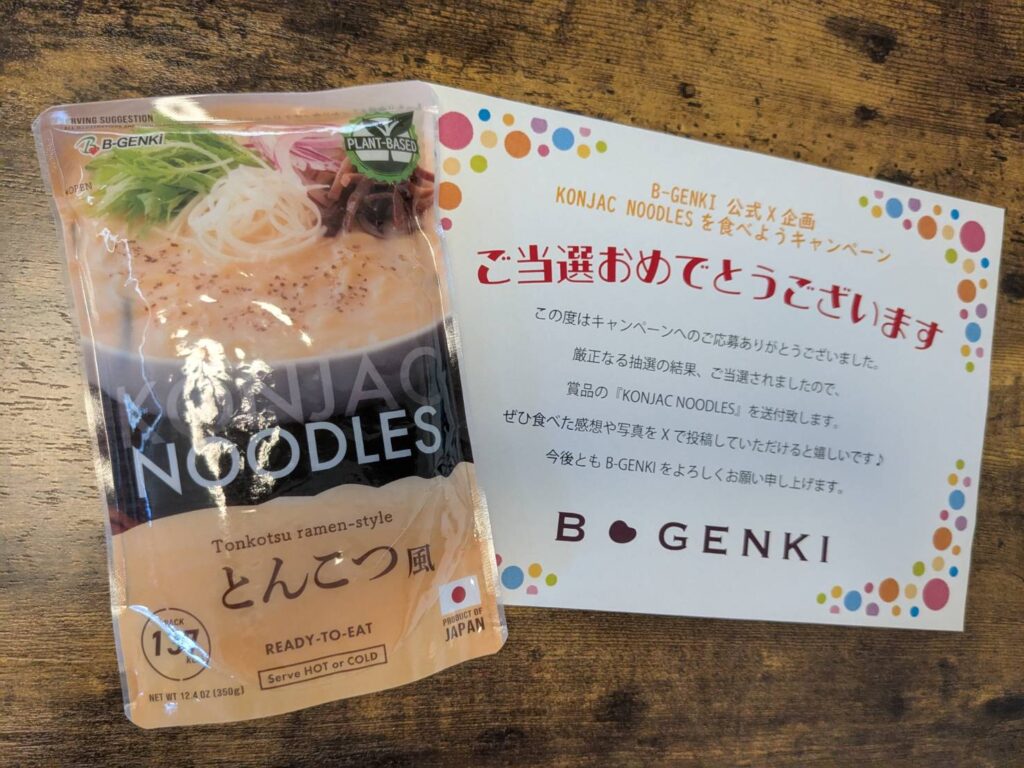 SERVING SUGGESTION
B-GENKi
PLANT-BASED
OPEN
KONJAC
NOODLES
Tonkotsu ramen-style
とんこつ風
PACK
READY-TO-EAT
Serve HOT or COLD
NET WT 12.4 OZ (350g)
PRODUCT OF
JAPAN
B-GENKI 公式X企画
KONJAC NOODLES を食べようキャンペーン
ご当選おめでとうございます
この度はキャンペーンへのご応募ありがとうございました。
厳正なる抽選の結果、ご当選されましたので、
賞品の『KONJAC NOODLES』を送付致します。
ぜひ食べた感想や写真をXで投稿していただけると嬉しいです♪
今後とも B-GENKI をよろしくお願い申し上げます。
B GENKI